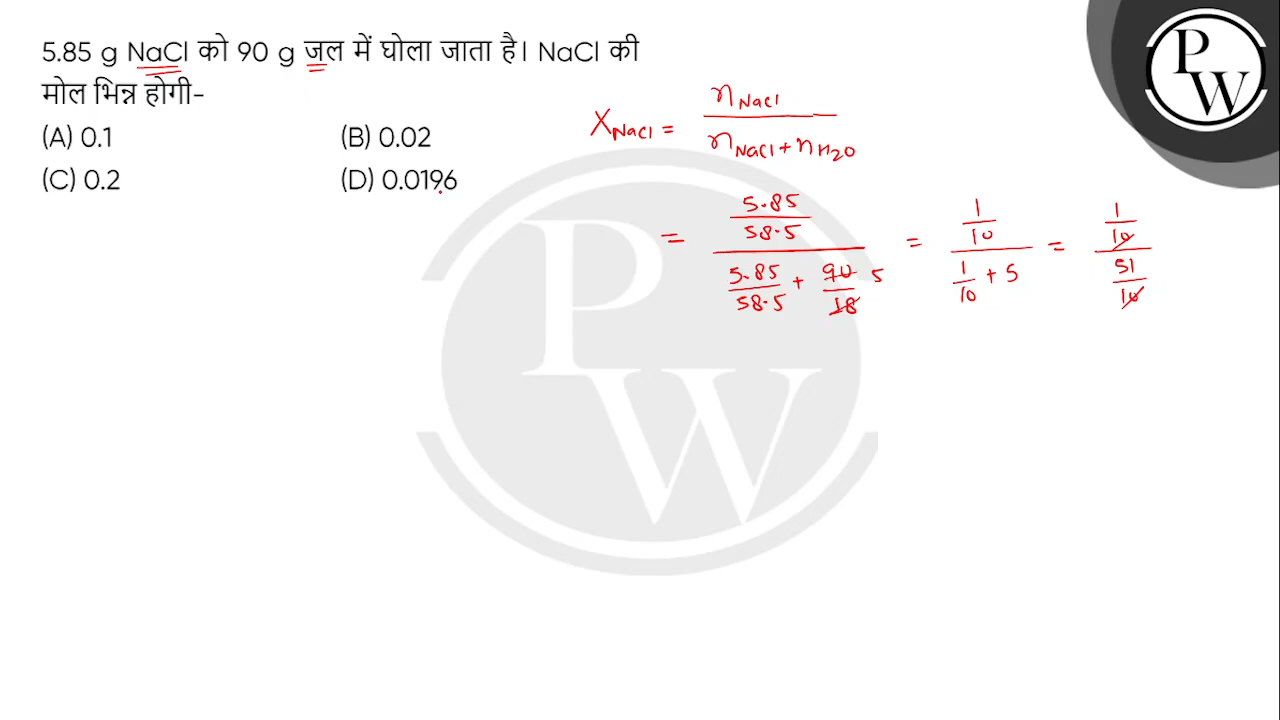 5.85 g NaCl को 90 g जल में घोला जाता है। NaCl की
मोल भिन्न होगी-
(A) 0.1 (B) 0.02
(C) 0.2 (D) 0.0196
X_NaCl = n_NaCl / (n_NaCl + n_H₂O)
= (5.85/58.5) / (5.85/58.5 + 90/18 5) = (1/10) / (1/10 + 5) = (1/10) / (51/10)
P
W
P
W